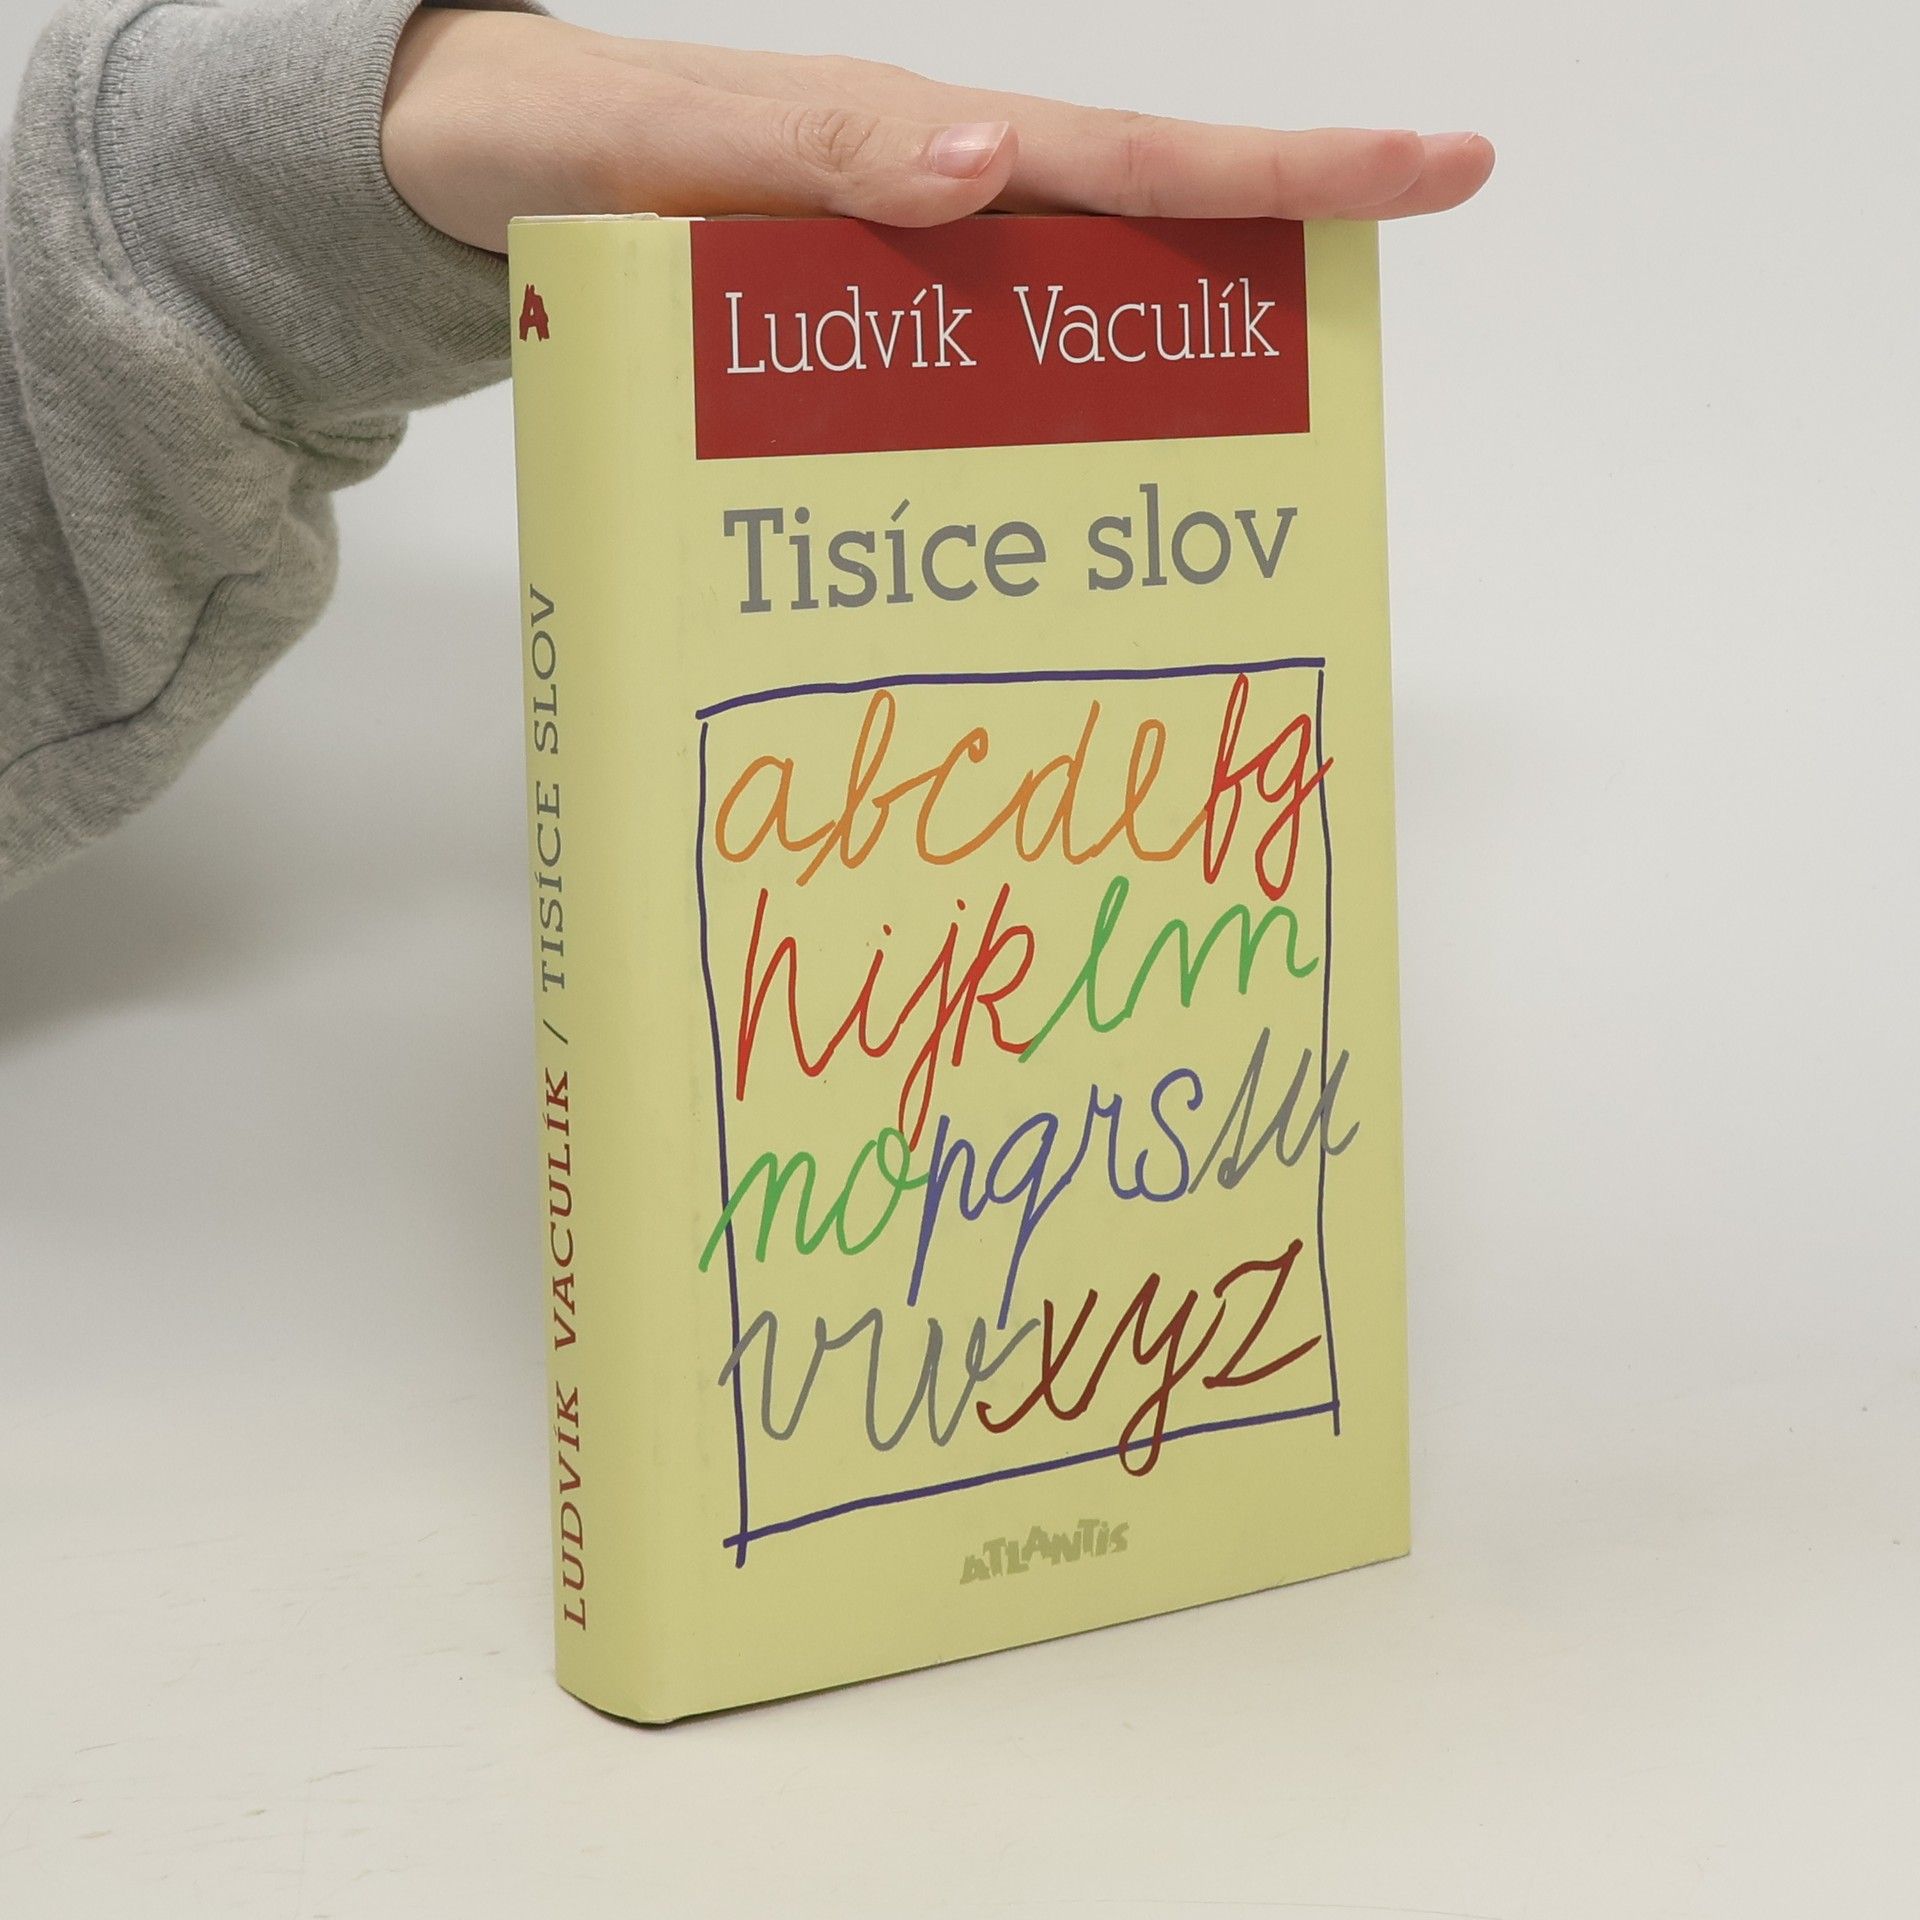 A
LUDVÍK VACULÍK / TISÍCE SLOV
Ludvík Vaculík
Tisíce slov
abcdefg
hijklm
nopqrstu
vwxyz
ATLANTIS